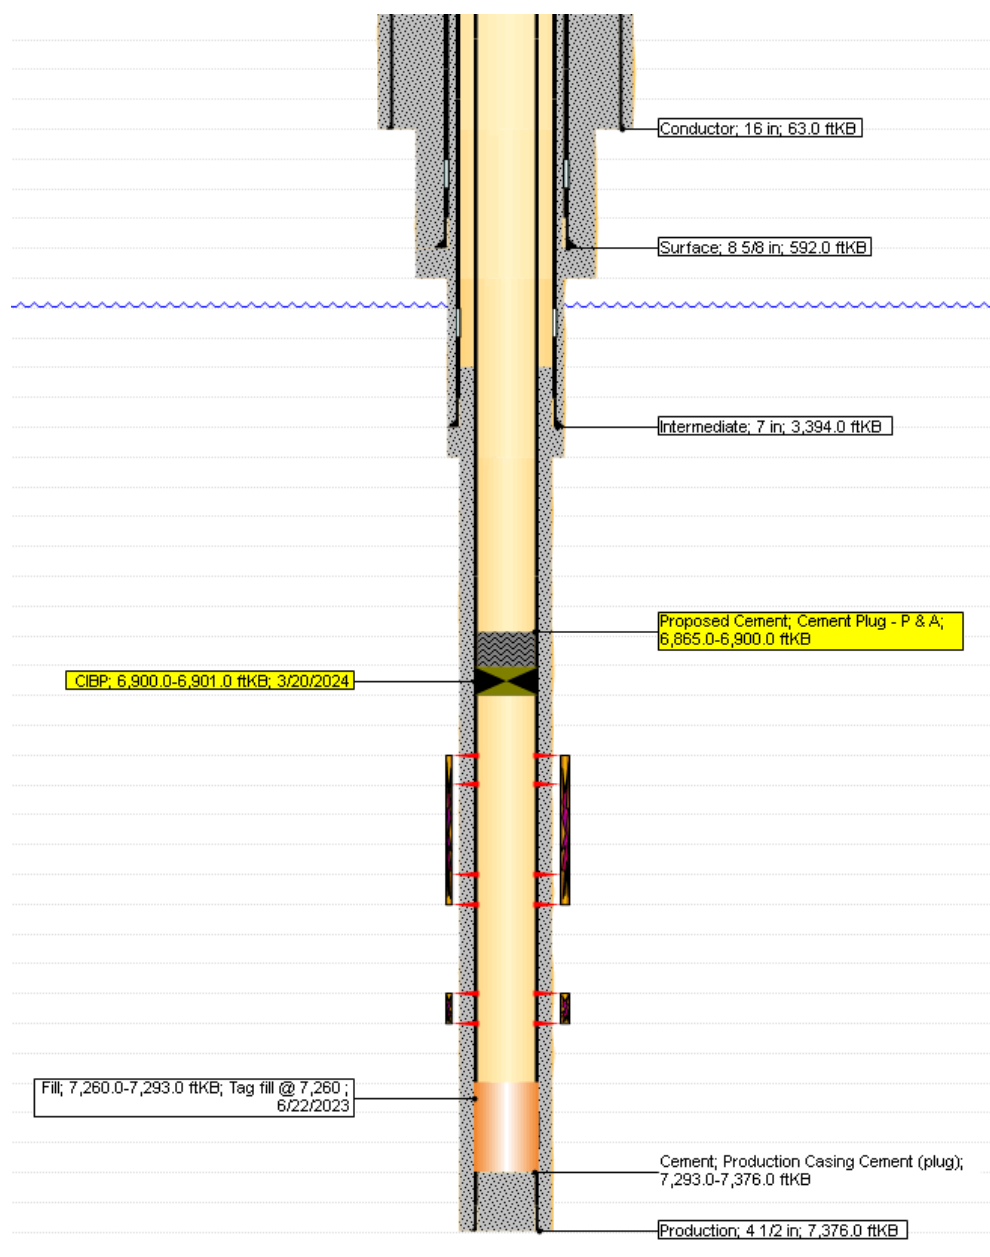 Conductor; 16 in; 63.0 ftKB
Surface; 8 5/8 in; 592.0 ftKB
Intermediate; 7 in; 3,394.0 ftKB
Proposed Cement; Cement Plug - P & A;
6,865.0-6,900.0 ftKB
CIBP; 6,900.0-6,901.0 ftKB; 3/20/2024
Fill; 7,260.0-7,293.0 ftKB; Tag fill @ 7,260 ;
6/22/2023
Cement; Production Casing Cement (plug);
7,293.0-7,376.0 ftKB
Production; 4 1/2 in; 7,376.0 ftKB